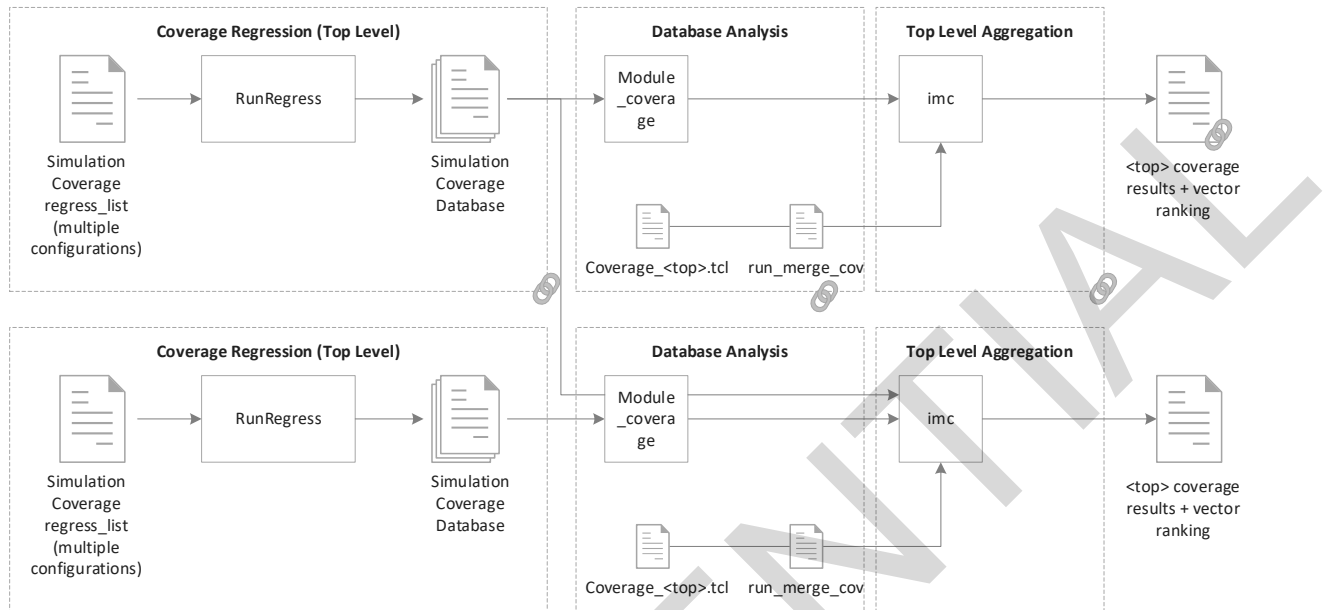 Coverage Regression (Top Level)
Database Analysis
Top Level Aggregation
RunRegress
Module
_covera
ge
imc
Simulation
Coverage
regress_list
(multiple
configurations)
Simulation
Coverage
Database
<top> coverage
results + vector
ranking
Coverage_<top>.tcl
run_merge_cov
Coverage Regression (Top Level)
Database Analysis
Top Level Aggregation
RunRegress
Module
_covera
ge
imc
Simulation
Coverage
regress_list
(multiple
configurations)
Simulation
Coverage
Database
<top> coverage
results + vector
ranking
Coverage_<top>.tcl
run_merge_cov
ENTIAL